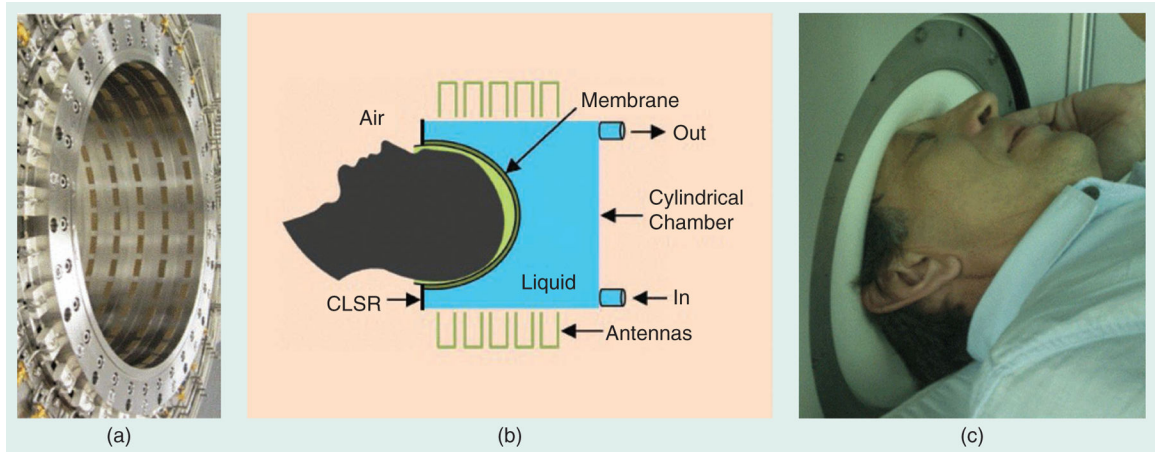 Air
Membrane
Out
Cylindrical
Chamber
Liquid
CLSR
In
Antennas
(a)
(b)
(c)